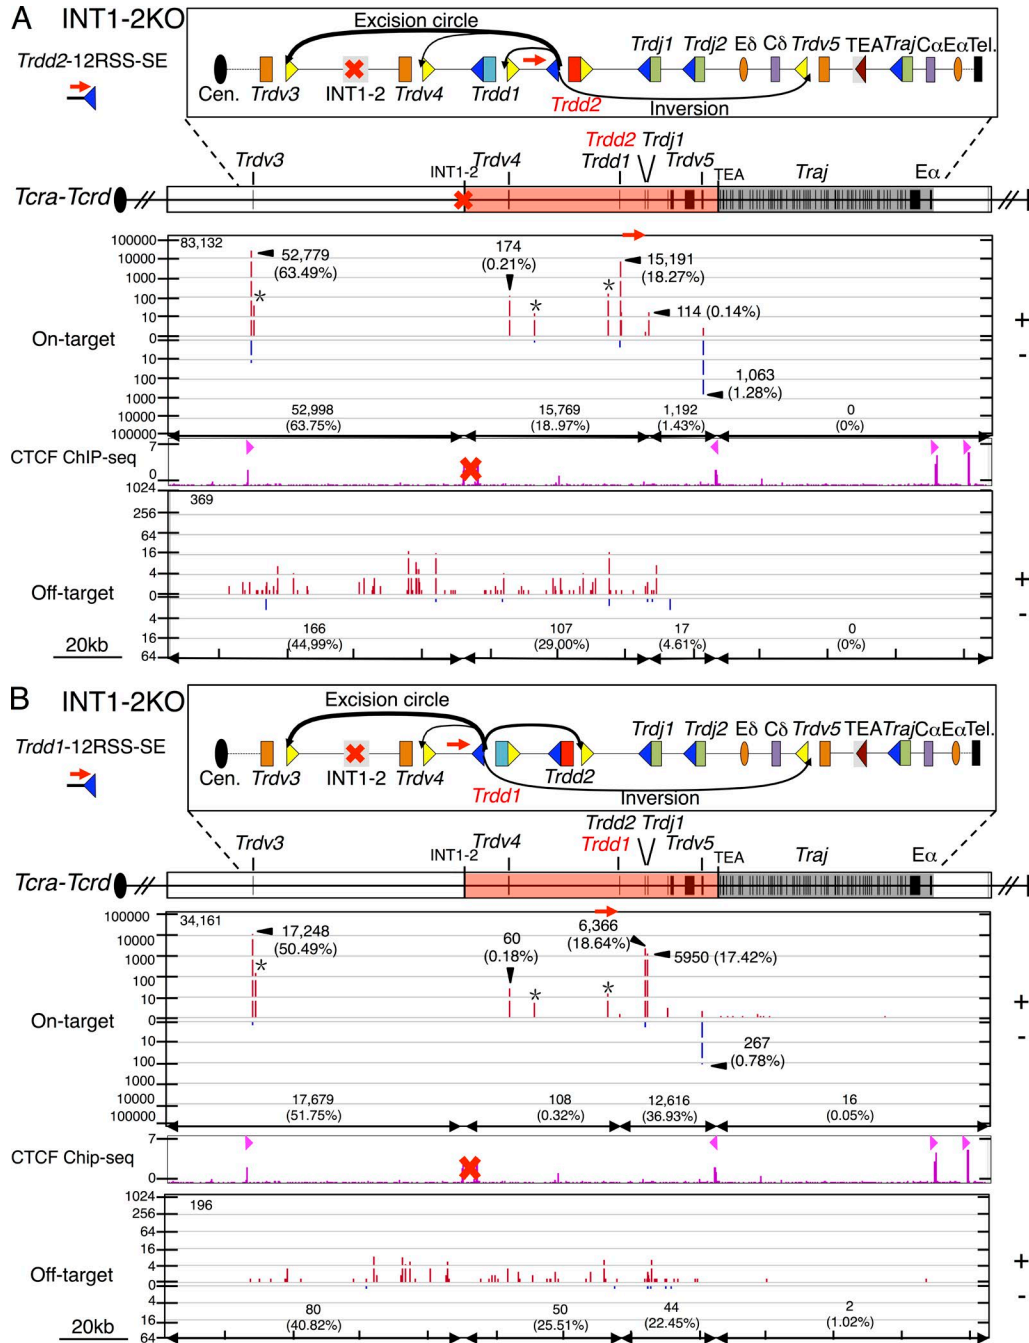 A INT1-2KO
Trdd2-12RSS-SE
Excision circle
Trdj1 Trdj2 Eδ Cδ Trdv5 TEA Traj Cα Eα Tel.
Cen. Trdv3 INT1-2 Trdv4 Trdd1 Trdd2
Inversion
Trdd2 Trdj1
Trdv3 INT1-2 Trdv4 Trdd1 Trdv5 TEA Traj Eα
Tcra-Tcrd
On-target
100000
10000
1000
100
10
0
10
100
1000
10000
100000
83,132
52,779
(63.49%)
*
174
(0.21%)
*
*
15,191
(18.27%)
114 (0.14%)
1,063
(1.28%)
+
-
52,998 15,769 1,192 0
(63.75%) (18.97%) (1.43%) (0%)
CTCF ChIP-seq
7
0
Off-target
1024
256
64
16
4
0
4
16
64
369
+
-
166 107 17 0
(44,99%) (29.00%) (4.61%) (0%)
20kb
B INT1-2KO
Trdd1-12RSS-SE
Excision circle
Trdj1 Trdj2 Eδ Cδ Trdv5 TEA Traj Cα Eα Tel.
Cen. Trdv3 INT1-2 Trdv4 Trdd1 Trdd2
Inversion
Trdd2 Trdj1
Trdv3 INT1-2 Trdv4 Trdd1 Trdv5 TEA Traj Eα
Tcra-Tcrd
On-target
100000
10000
1000
100
10
0
10
100
1000
10000
100000
34,161
17,248
(50.49%)
*
60
(0.18%)
*
*
6,366
(18.64%)
5950 (17.42%)
267
(0.78%)
+
-
17,679 108 12,616 16
(51.75%) (0.32%) (36.93%) (0.05%)
CTCF Chip-seq
7
0
Off-target
1024
256
64
16
4
0
4
16
64
196
+
-
80 50 44 2
(40.82%) (25.51%) (22.45%) (1.02%)
20kb